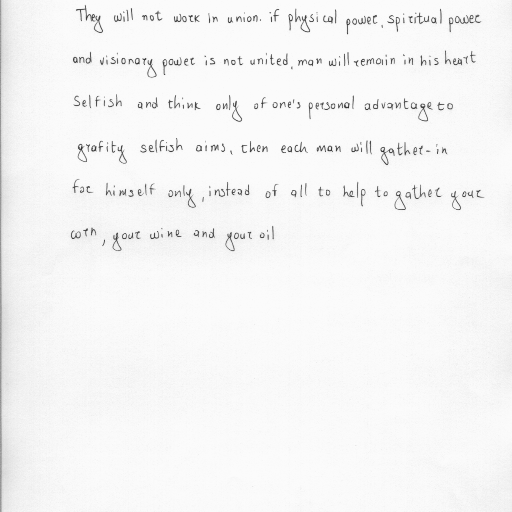 They will not work in union. if physical power, spiritual power
and visionary power is not united, man will remain in his heart
Selfish and think only of one's personal advantage to
grafity selfish aims, then each man will gather-in
for himself only, instead of all to help to gather your
corn, your wine and your oil